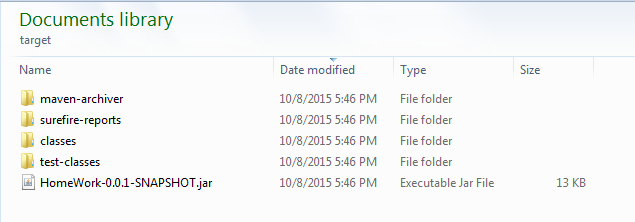 Documents library
target
Name Date modified Type Size
maven-archiver 10/8/2015 5:46 PM File folder
surefire-reports 10/8/2015 5:46 PM File folder
classes 10/8/2015 5:46 PM File folder
test-classes 10/8/2015 5:46 PM File folder
HomeWork-0.0.1-SNAPSHOT.jar 10/8/2015 5:46 PM Executable Jar File 13 KB